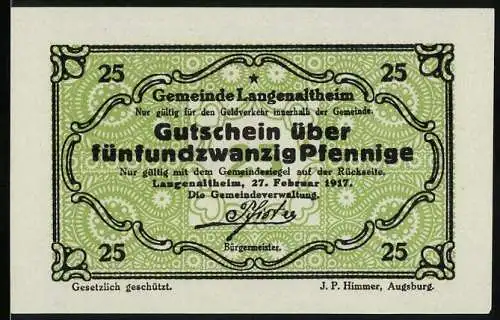 25 25
Gemeinde Langenaltheim
Nur gültig für den Geldverkehr innerhalb der Gemeinde.
Gutschein über
fünfundzwanzig Pfennige
Nur gültig mit dem Gemeindesiegel auf der Rückseite.
Langenaltheim, 27. Februar 1917.
Die Gemeindeverwaltung.
Bürgermeister.
25 25
Gesetzlich geschützt. J. P. Himmer, Augsburg.